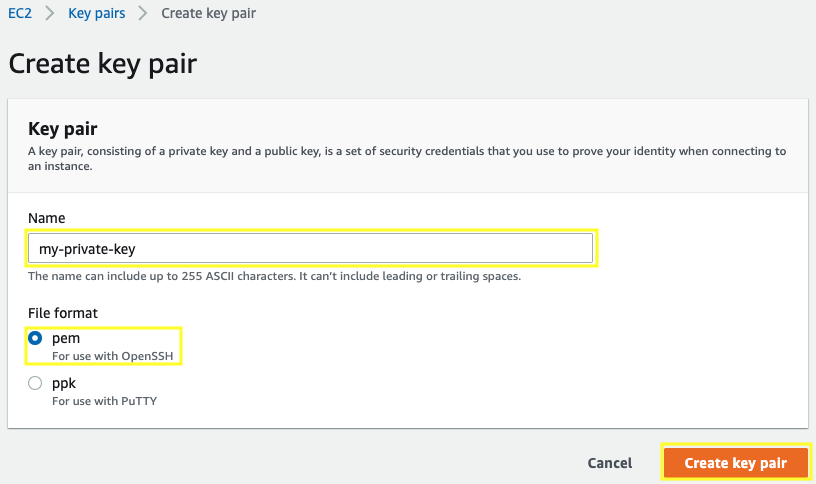 EC2 > Key pairs > Create key pair
Create key pair
Key pair
A key pair, consisting of a private key and a public key, is a set of security credentials that you use to prove your identity when connecting to
an instance.
Name
my-private-key
The name can include up to 255 ASCII characters. It can't include leading or trailing spaces.
File format
pem
For use with OpenSSH
ppk
For use with PuTTY
Cancel Create key pair